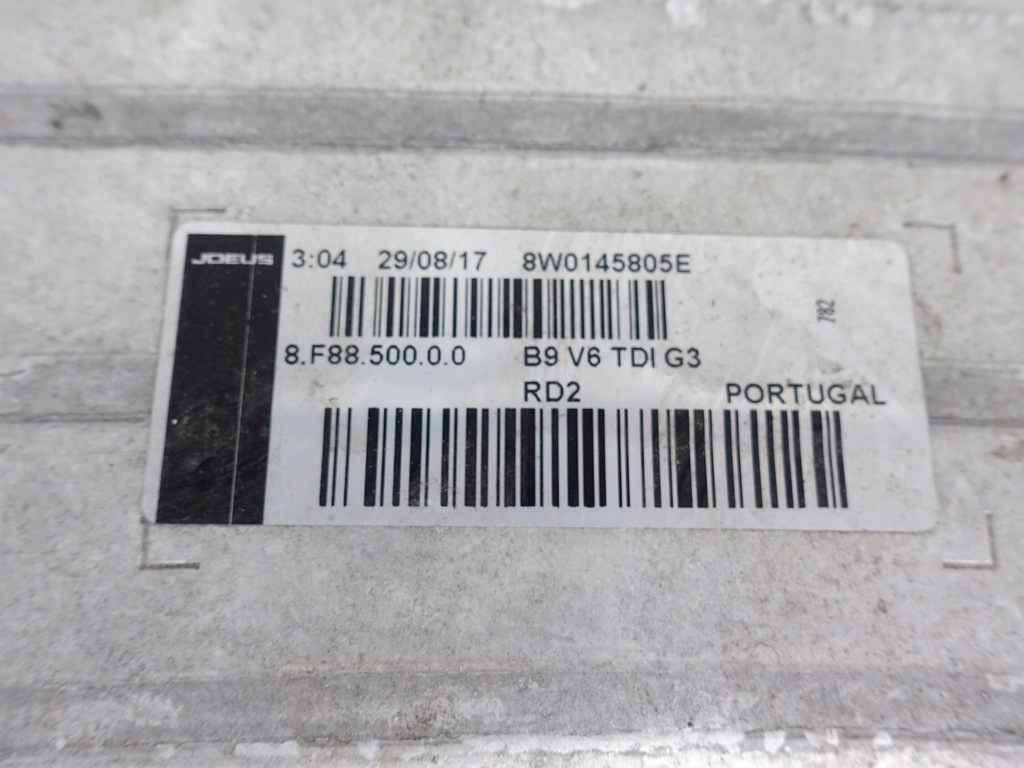 JDEUS 3:04 29/08/17 8W0145805E
782
8.F88.500.0.0 B9 V6 TDI G3
RD2 PORTUGAL